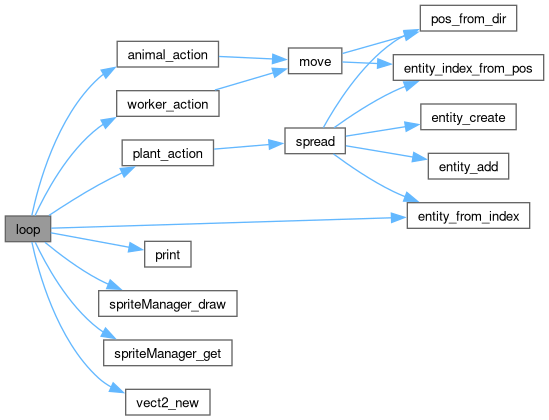 pos_from_dir
animal_action
move
entity_index_from_pos
worker_action
entity_create
plant_action
spread
entity_add
entity_from_index
loop
print
spriteManager_draw
spriteManager_get
vect2_new